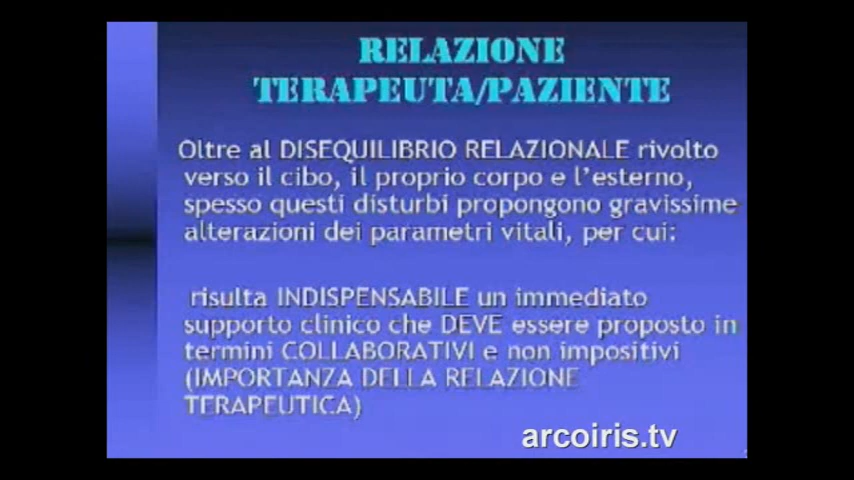 RELAZIONE
TERAPEUTA/PAZIENTE
Oltre al DISEQUILIBRIO RELAZIONALE rivolto
verso il cibo, il proprio corpo e l'esterno,
spesso questi disturbi propongono gravissime
alterazioni dei parametri vitali, per cui:
risulta INDISPENSABILE un immediato
supporto clinico che DEVE essere proposto in
termini COLLABORATIVI e non impositivi
(IMPORTANZA DELLA RELAZIONE
TERAPEUTICA)
arcoiris.tv